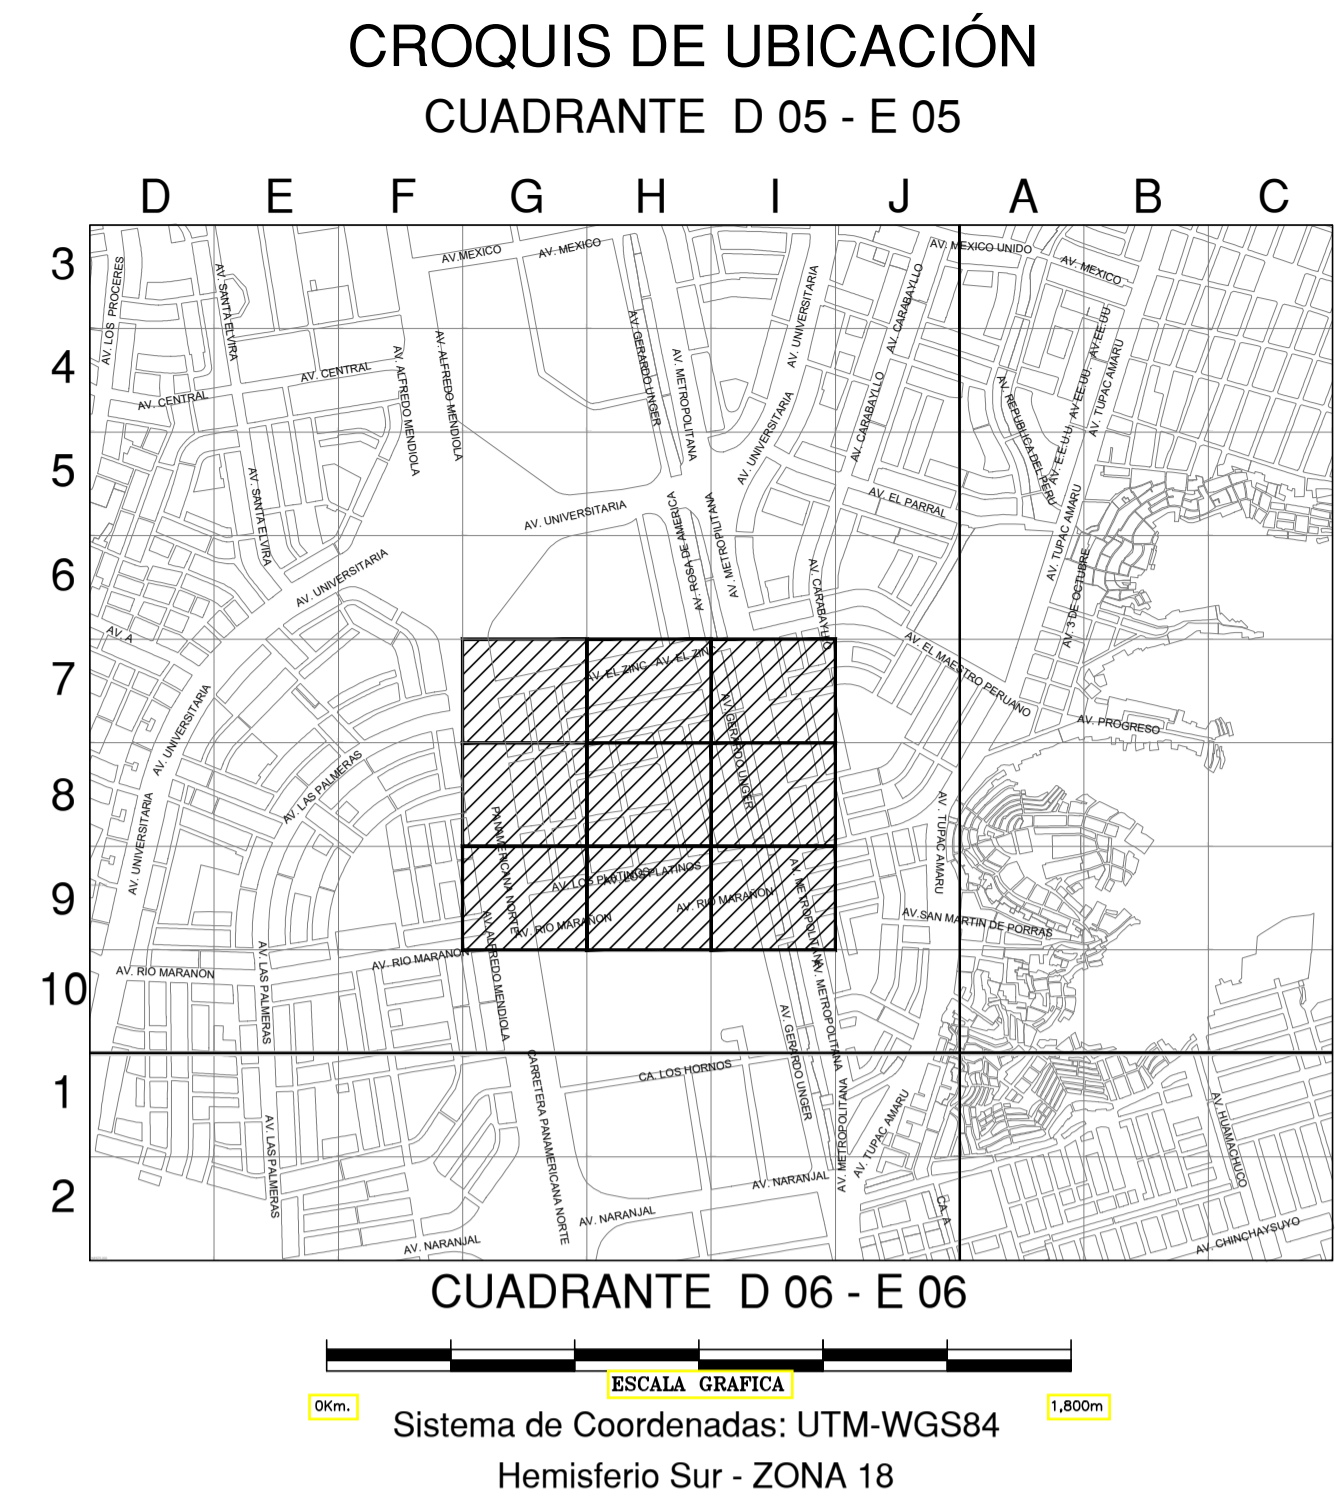 CROQUIS DE UBICACIÓN
CUADRANTE D 05 - E 05
D E F G H I J A B C
3
AV. MEXICO
AV. MEXICO
AV. MEXICO UNIDO
AV. MEXICO
AV. LOS PROCERES
AV. SANTA ELVIRA
AV. UNIVERSITARIA
AV. CARABAYLLO
4
AV. CENTRAL
AV. CENTRAL
AV. ALFREDO MENDIOLA
AV. ALFREDO MENDIOLA
AV. GERARDO UNGER
AV. METROPOLITANA
AV. UNIVERSITARIA
AV. CARABAYLLO
AV. REPUBLICA DEL PERU
AV. E.E.U.U.
AV EE.UU.
AV EE.UU
AV. TUPAC AMARU
5
AV. SANTA ELVIRA
AV. UNIVERSITARIA
AV. EL PARRAL
AV. ROSA DE AMERICA
AV. METROPILITANA
AV. TUPAC AMARU
6
AV. UNIVERSITARIA
AV. CARABAYLLO
AV. 3 DE OCTUBRE
AV. A
7
AV. EL ZINC
AV. EL ZINC
AV. EL MAESTRO PERUANO
AV. PROGRESO
AV. UNIVERSITARIA
AV. GERARDO UNGER
8
AV. LAS PALMERAS
AV. UNIVERSITARIA
PANAMERICANA NORTE
AV. TUPAC AMARU
9
AV. LOS PLATINOS
AV. LOS PLATINOS
AV. RIO MARAÑON
AV. RIO MARAÑON
AV. METROPOLITANA
AV. SAN MARTIN DE PORRAS
10
AV. RIO MARAÑON
AV. RIO MARAÑON
AV. LAS PALMERAS
AV. ALFREDO MENDIOLA
AV. METROPOLITANA
AV. GERARDO UNGER
1
CA. LOS HORNOS
CARRETERA PANAMERICANA NORTE
AV. METROPOLITANA
AV. TUPAC AMARU
AV. HUAMACHUCO
AV. LAS PALMERAS
2
AV. NARANJAL
AV. NARANJAL
AV. NARANJAL
CA. A
AV. CHINCHAYSUYO
CUADRANTE D 06 - E 06
ESCALA GRAFICA
0Km.
1,800m
Sistema de Coordenadas: UTM-WGS84
Hemisferio Sur - ZONA 18